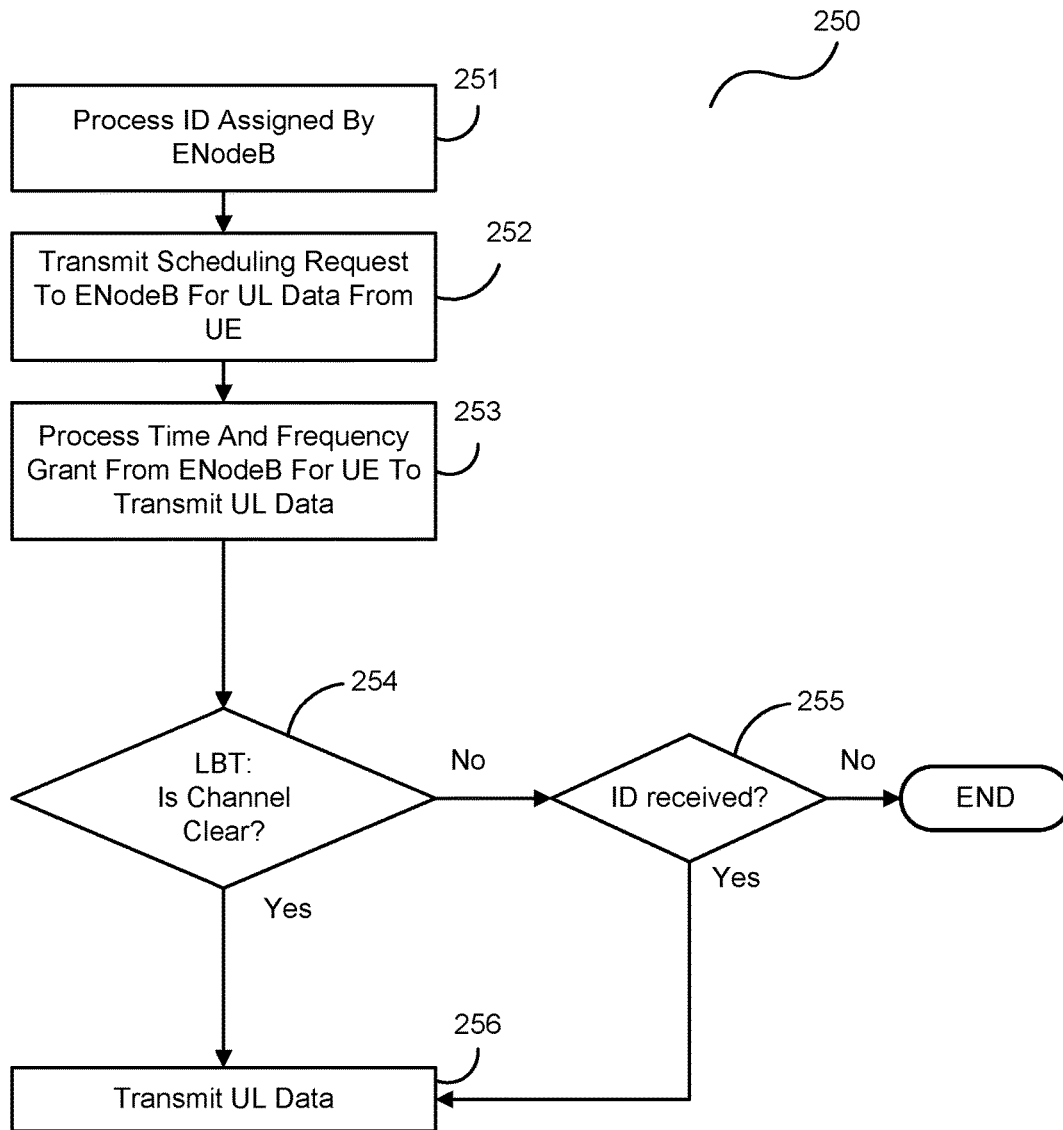 250
251
Process ID Assigned By
ENodeB
252
Transmit Scheduling Request
To ENodeB For UL Data From
UE
253
Process Time And Frequency
Grant From ENodeB For UE To
Transmit UL Data
254
LBT:
Is Channel
Clear?
No
255
ID received?
No
END
Yes
Yes
256
Transmit UL Data